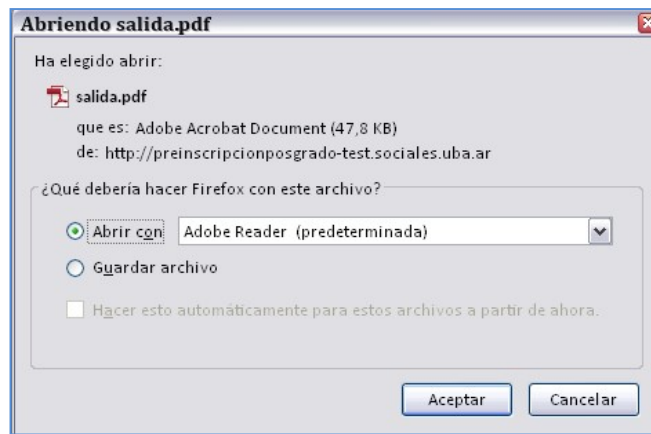 Abriendo salida.pdf
Ha elegido abrir:
salida.pdf
que es: Adobe Acrobat Document (47,8 KB)
de: http://preinscripcionposgrado-test.sociales.uba.ar
¿Qué debería hacer Firefox con este archivo?
Abrir con Adobe Reader (predeterminada)
Guardar archivo
Hacer esto automáticamente para estos archivos a partir de ahora.
Aceptar Cancelar